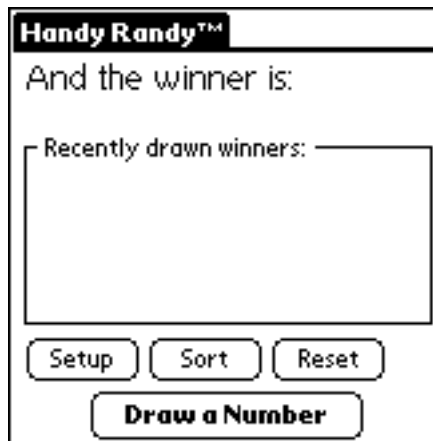 Handy Randy™
And the winner is:
Recently drawn winners:
Setup Sort Reset
Draw a Number